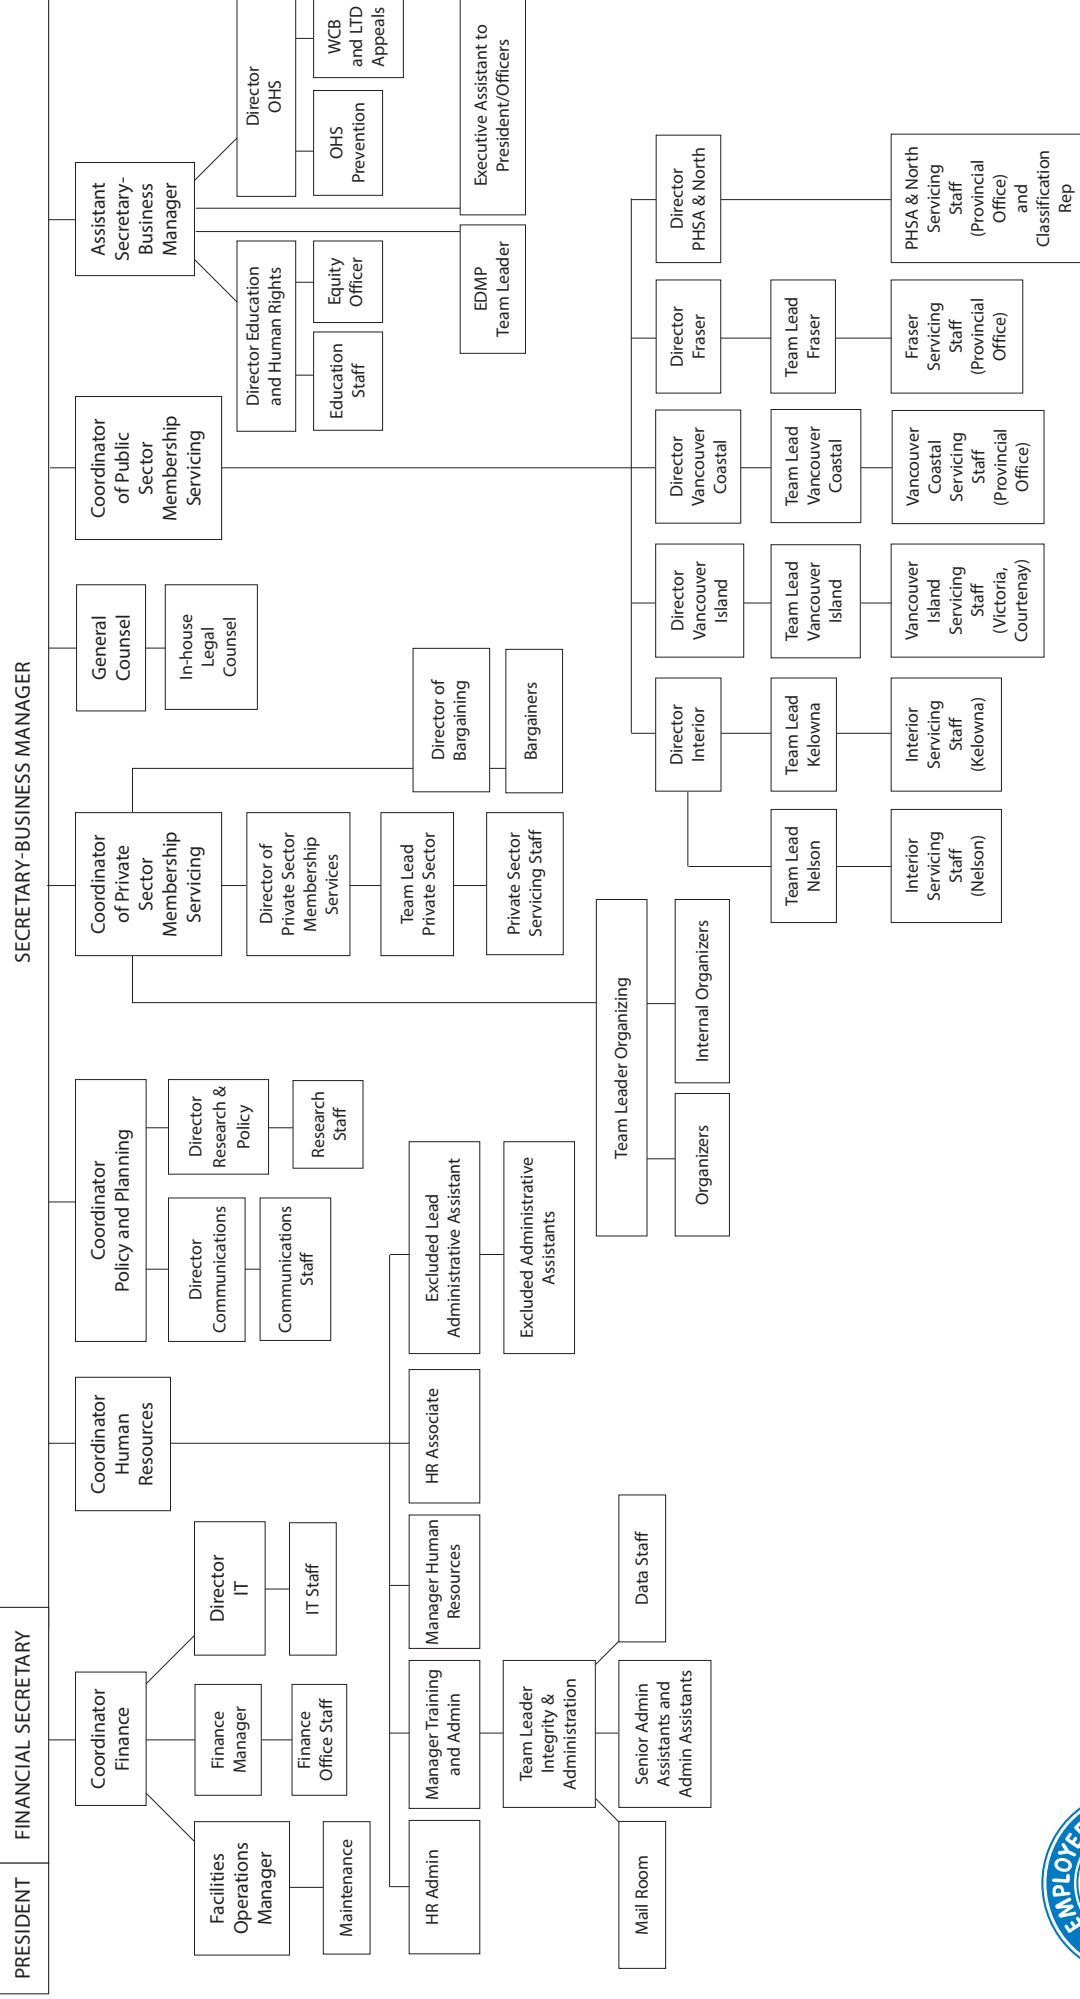 PRESIDENT
FINANCIAL SECRETARY
SECRETARY-BUSINESS MANAGER
Coordinator
Finance
Facilities
Operations
Manager
Maintenance
Finance
Manager
Finance
Office Staff
Director
IT
IT Staff
Coordinator
Human
Resources
HR Admin
Manager Training
and Admin
Manager Human
Resources
HR Associate
Excluded Lead
Administrative Assistant
Excluded Administrative
Assistants
Team Leader
Integrity &
Administration
Mail Room
Senior Admin
Assistants and
Admin Assistants
Data Staff
Coordinator
Policy and Planning
Director
Communications
Communications
Staff
Director
Research &
Policy
Research
Staff
Coordinator
of Private
Sector
Membership
Servicing
Director of
Private Sector
Membership
Services
Team Lead
Private Sector
Private Sector
Servicing Staff
Director of
Bargaining
Bargainers
Team Leader Organizing
Organizers
Internal Organizers
General
Counsel
In-house
Legal
Counsel
Coordinator
of Public
Sector
Membership
Servicing
Director
Interior
Team Lead
Nelson
Interior
Servicing
Staff
(Nelson)
Team Lead
Kelowna
Interior
Servicing
Staff
(Kelowna)
Director
Vancouver
Island
Team Lead
Vancouver
Island
Vancouver
Island
Servicing
Staff
(Victoria,
Courtenay)
Director
Vancouver
Coastal
Team Lead
Vancouver
Coastal
Vancouver
Coastal
Servicing
Staff
(Provincial
Office)
Director
Fraser
Team Lead
Fraser
Fraser
Servicing
Staff
(Provincial
Office)
Director
PHSA & North
PHSA & North
Servicing
Staff
(Provincial
Office)
and
Classification
Rep
Assistant
Secretary-
Business
Manager
Director Education
and Human Rights
Education
Staff
Equity
Officer
EDMP
Team Leader
Executive Assistant to
President/Officers
Director
OHS
OHS
Prevention
WCB
and LTD
Appeals
EMPLOYE